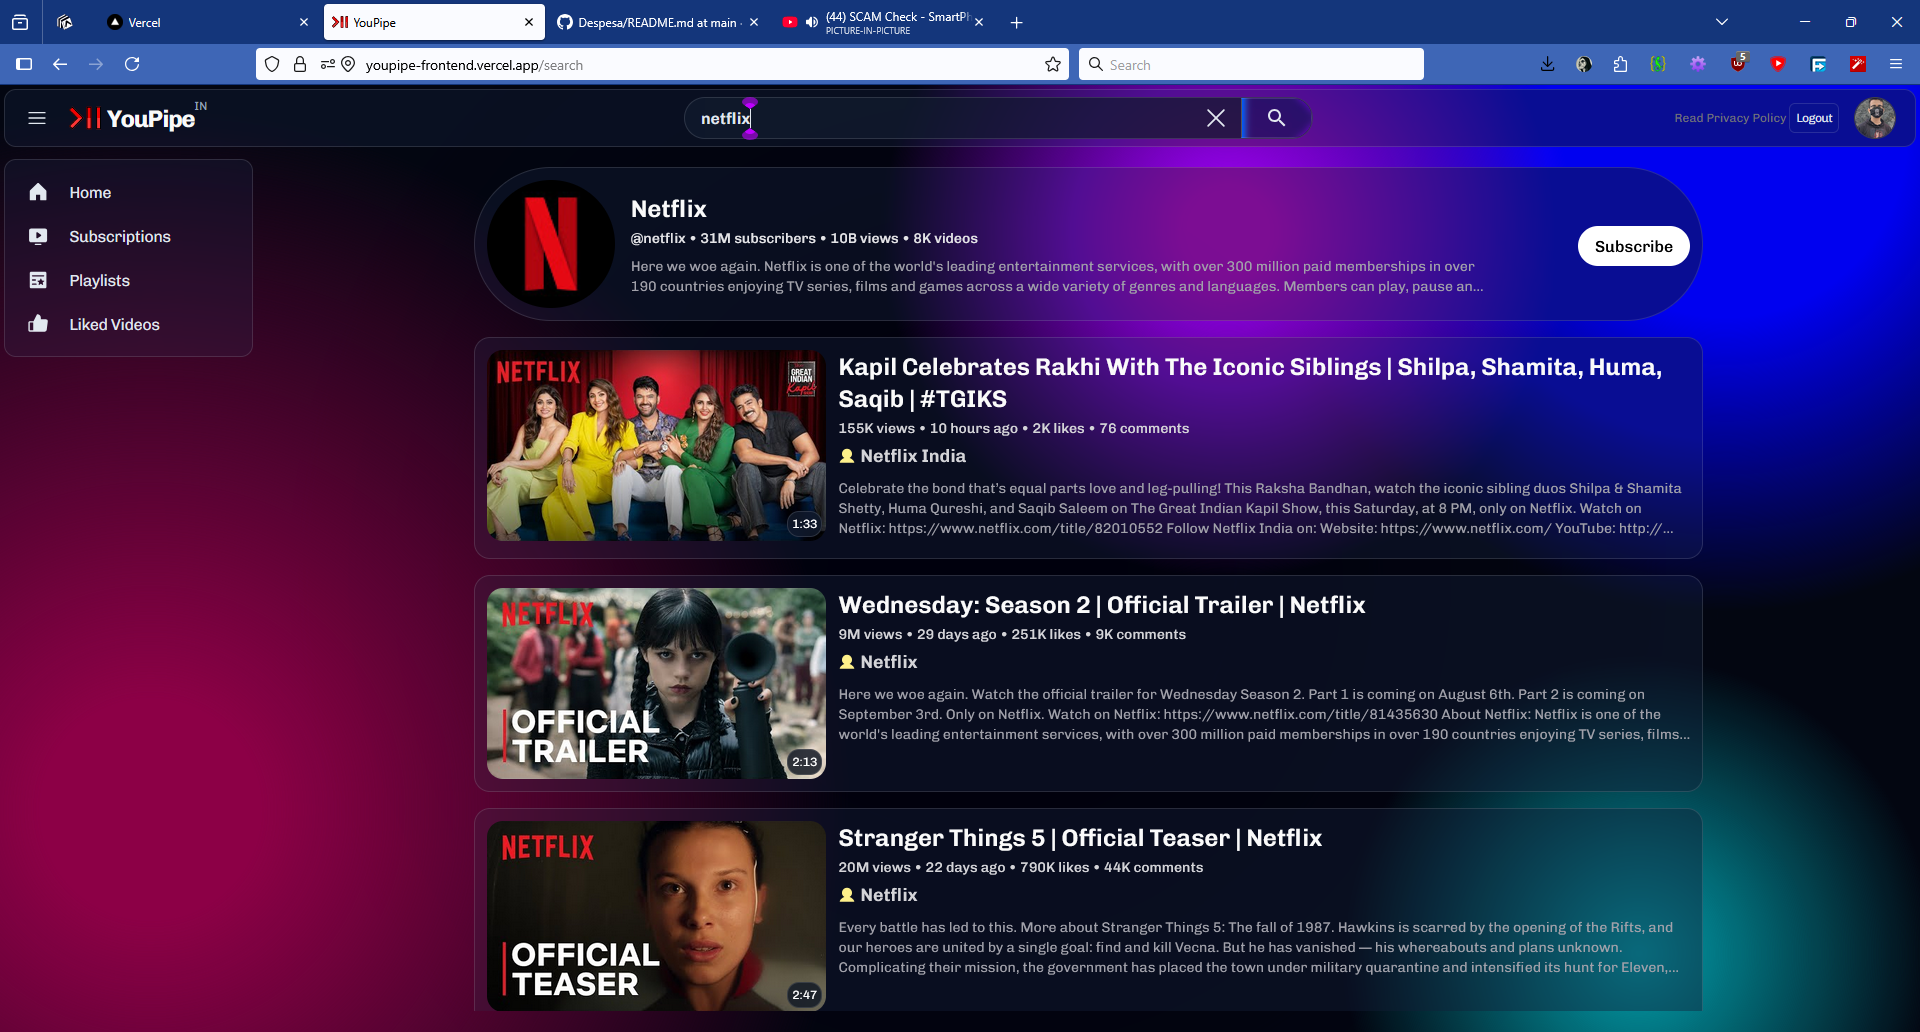 Vercel
YouPipe
Despesa/README.md at main
(44) SCAM Check - SmartPh
PICTURE-IN-PICTURE
youpipe-frontend.vercel.app/search
Search
5
YouPipe IN
netflix
Read Privacy Policy
Logout
Home
Subscriptions
Playlists
Liked Videos
Netflix
@netflix • 31M subscribers • 10B views • 8K videos
Here we woe again. Netflix is one of the world's leading entertainment services, with over 300 million paid memberships in over
190 countries enjoying TV series, films and games across a wide variety of genres and languages. Members can play, pause an...
Subscribe
NETFLIX
GREAT
INDIAN
Kapil
1:33
Kapil Celebrates Rakhi With The Iconic Siblings | Shilpa, Shamita, Huma,
Saqib | #TGIKS
155K views • 10 hours ago • 2K likes • 76 comments
Netflix India
Celebrate the bond that's equal parts love and leg-pulling! This Raksha Bandhan, watch the iconic sibling duos Shilpa & Shamita
Shetty, Huma Qureshi, and Saqib Saleem on The Great Indian Kapil Show, this Saturday, at 8 PM, only on Netflix. Watch on
Netflix: https://www.netflix.com/title/82010552 Follow Netflix India on: Website: https://www.netflix.com/ YouTube: http://...
NETFLIX
OFFICIAL
TRAILER
2:13
Wednesday: Season 2 | Official Trailer | Netflix
9M views • 29 days ago • 251K likes • 9K comments
Netflix
Here we woe again. Watch the official trailer for Wednesday Season 2. Part 1 is coming on August 6th. Part 2 is coming on
September 3rd. Only on Netflix. Watch on Netflix: https://www.netflix.com/title/81435630 About Netflix: Netflix is one of the
world's leading entertainment services, with over 300 million paid memberships in over 190 countries enjoying TV series, films...
NETFLIX
OFFICIAL
TEASER
2:47
Stranger Things 5 | Official Teaser | Netflix
20M views • 22 days ago • 790K likes • 44K comments
Netflix
Every battle has led to this. More about Stranger Things 5: The fall of 1987. Hawkins is scarred by the opening of the Rifts, and
our heroes are united by a single goal: find and kill Vecna. But he has vanished — his whereabouts and plans unknown.
Complicating their mission, the government has placed the town under military quarantine and intensified its hunt for Eleven,...